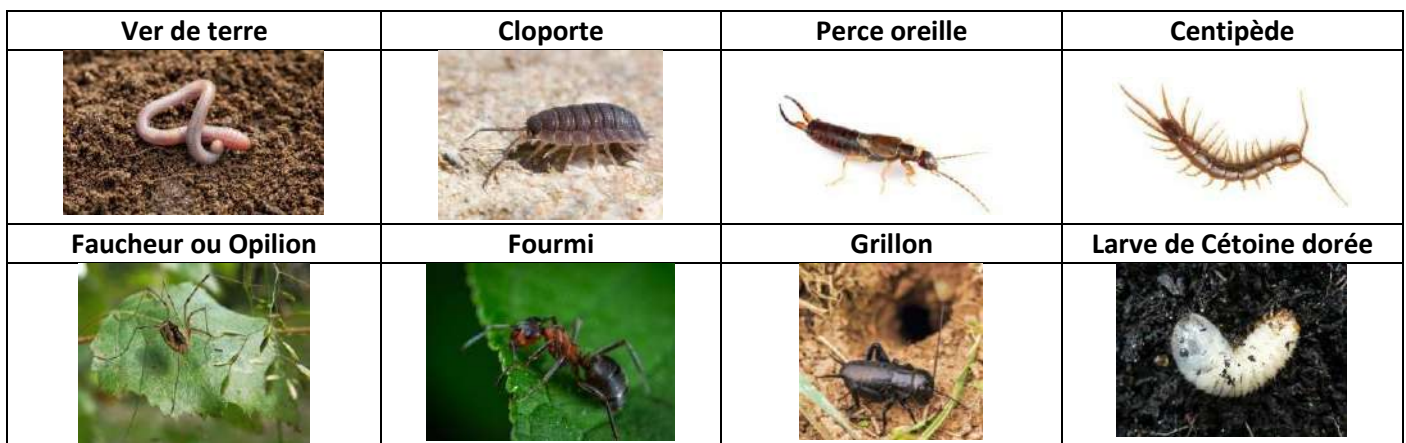 Ver de terre
Cloporte
Perce oreille
Centipède
Faucheur ou Opilion
Fourmi
Grillon
Larve de Cétoine dorée